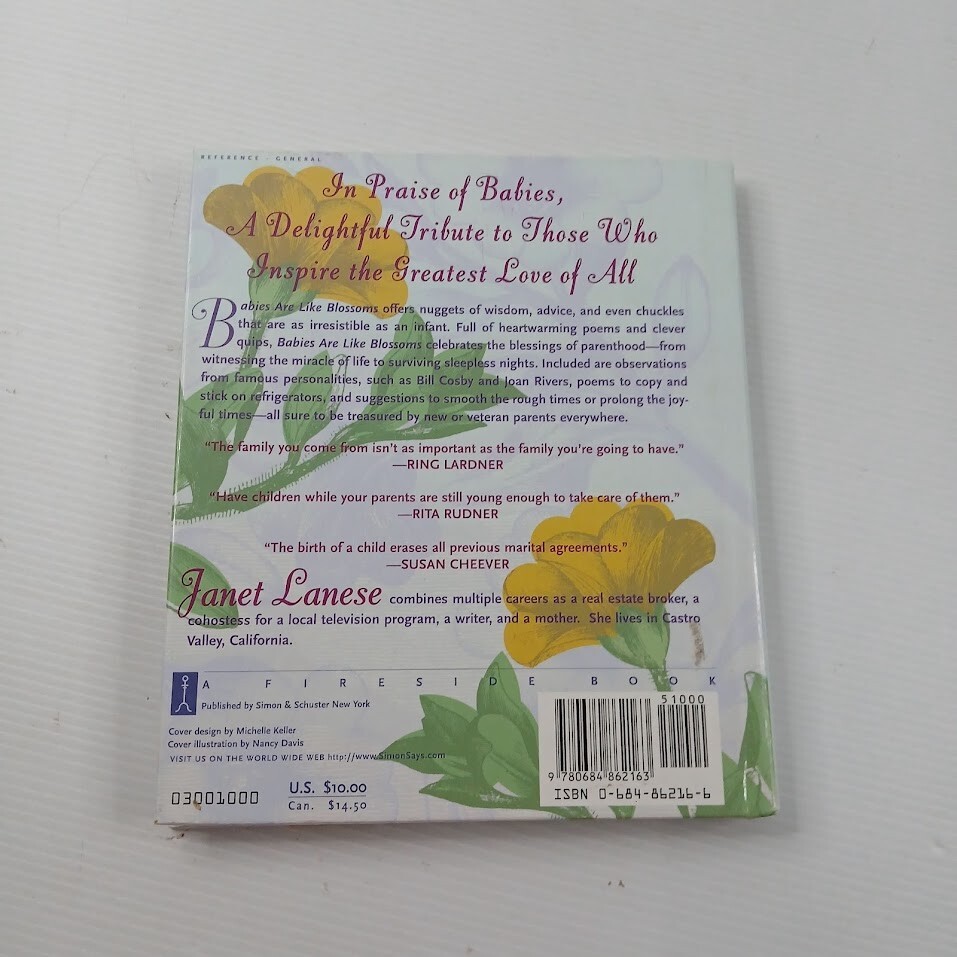 REFERENCE - GENERAL
In Praise of Babies,
A Delightful Tribute to Those Who
Inspire the Greatest Love of All
Babies Are Like Blossoms offers nuggets of wisdom, advice, and even chuckles
that are as irresistible as an infant. Full of heartwarming poems and clever
quips, Babies Are Like Blossoms celebrates the blessings of parenthood—from
witnessing the miracle of life to surviving sleepless nights. Included are observations
from famous personalities, such as Bill Cosby and Joan Rivers, poems to copy and
stick on refrigerators, and suggestions to smooth the rough times or prolong the joy-
ful times—all sure to be treasured by new or veteran parents everywhere.
“The family you come from isn't as important as the family you're going to have.”
—RING LARDNER
“Have children while your parents are still young enough to take care of them.”
—RITA RUDNER
“The birth of a child erases all previous marital agreements.”
—SUSAN CHEEVER
Janet Lanese combines multiple careers as a real estate broker, a
cohostess for a local television program, a writer, and a mother. She lives in Castro
Valley, California.
A FIRESIDE BOOK
Published by Simon & Schuster New York
Cover design by Michelle Keller
Cover illustration by Nancy Davis
VISIT US ON THE WORLD WIDE WEB http://www.SimonSays.com
03001000
U.S. $10.00
Can. $14.50
51000
9 780684 862163
ISBN 0-684-86216-6